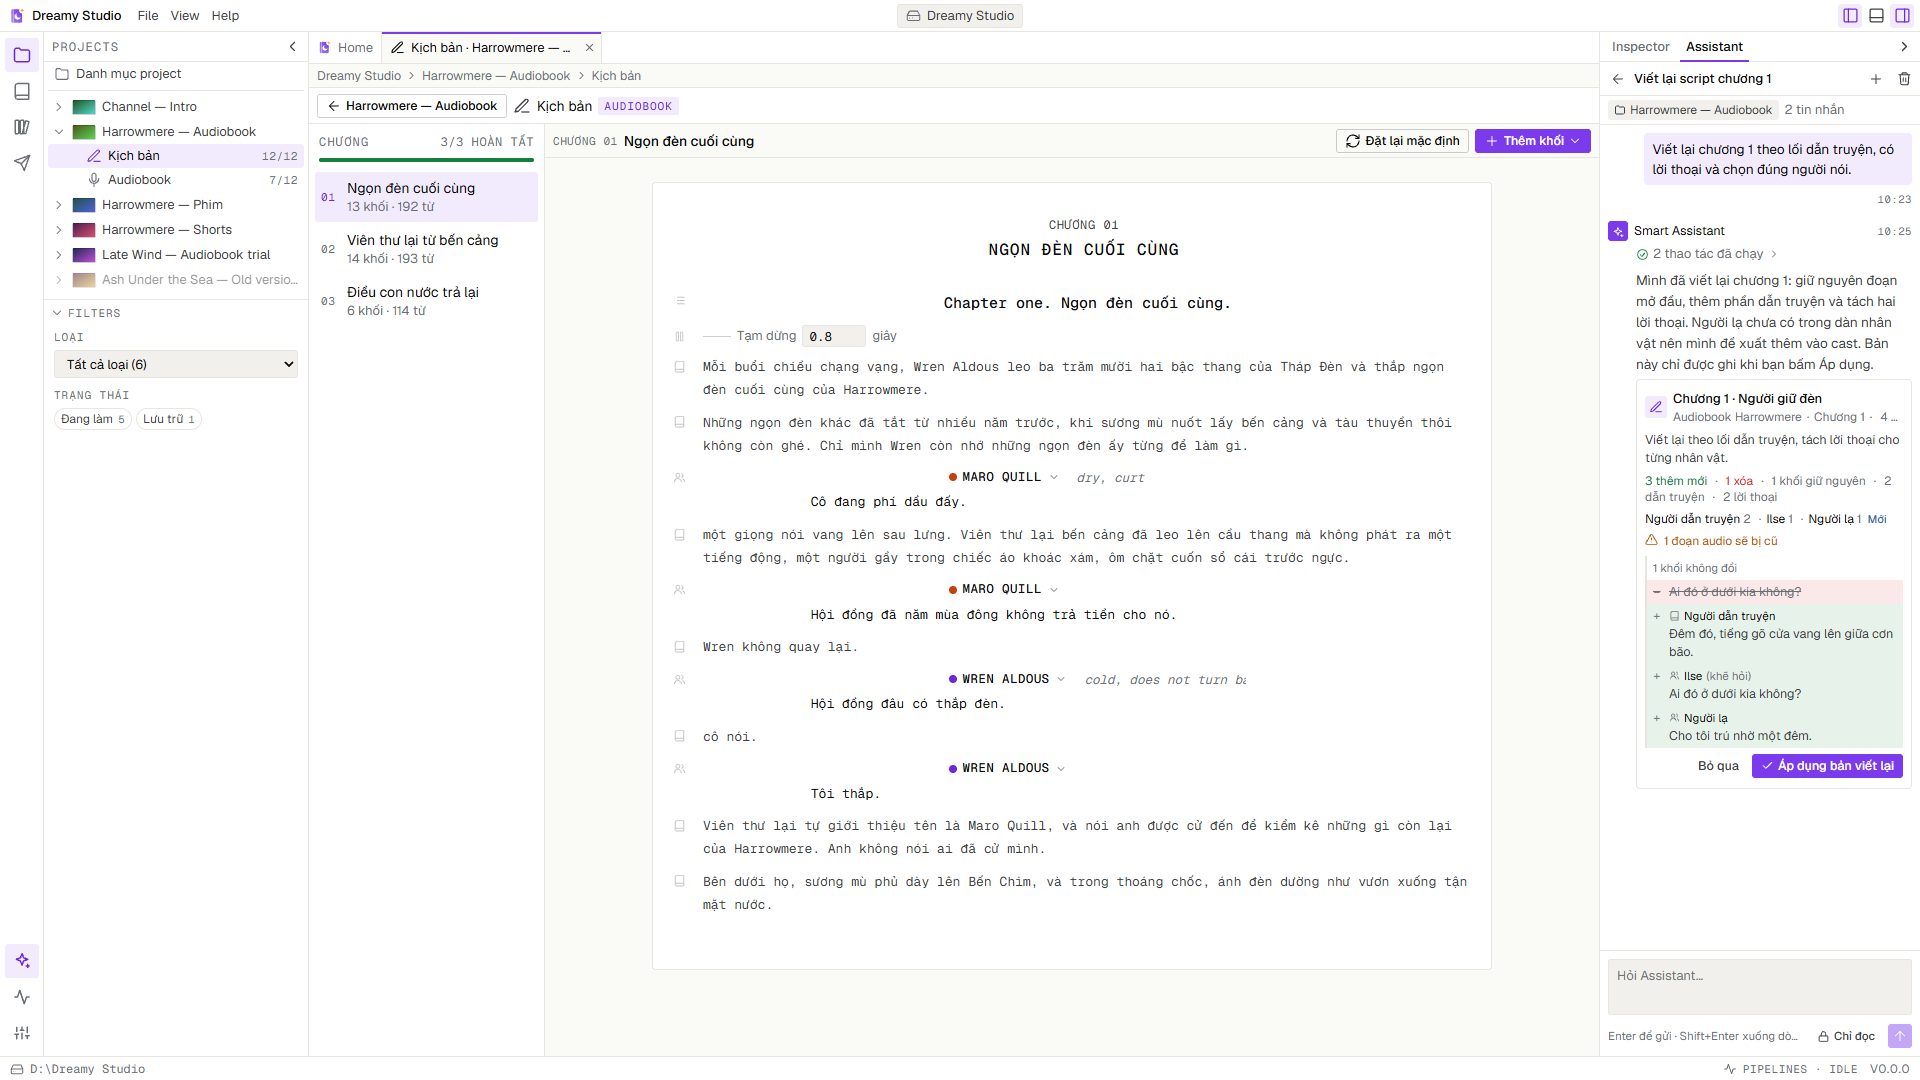 Dreamy Studio File View Help
Dreamy Studio
PROJECTS
Danh mục project
Channel — Intro
Harrowmere — Audiobook
Kịch bản 12/12
Audiobook 7/12
Harrowmere — Phim
Harrowmere — Shorts
Late Wind — Audiobook trial
Ash Under the Sea — Old versio...
FILTERS
LOẠI
Tất cả loại (6)
TRẠNG THÁI
Đang làm 5 Lưu trữ 1
Home Kịch bản · Harrowmere — ...
Dreamy Studio > Harrowmere — Audiobook > Kịch bản
Harrowmere — Audiobook Kịch bản AUDIOBOOK
CHƯƠNG 3/3 HOÀN TẤT
01 Ngọn đèn cuối cùng
13 khối · 192 từ
02 Viên thư lại từ bến cảng
14 khối · 193 từ
03 Điều con nước trả lại
6 khối · 114 từ
CHƯƠNG 01 Ngọn đèn cuối cùng
Đặt lại mặc định
Thêm khối
CHƯƠNG 01
NGỌN ĐÈN CUỐI CÙNG
Chapter one. Ngọn đèn cuối cùng.
Tạm dừng 0.8 giây
Mỗi buổi chiều chạng vạng, Wren Aldous leo ba trăm mười hai bậc thang của Tháp Đèn và thắp ngọn
đèn cuối cùng của Harrowmere.
Những ngọn đèn khác đã tắt từ nhiều năm trước, khi sương mù nuốt lấy bến cảng và tàu thuyền thôi
không còn ghé. Chỉ mình Wren còn nhớ những ngọn đèn ấy từng để làm gì.
MARO QUILL dry, curt
Cô đang phí dầu đấy.
một giọng nói vang lên sau lưng. Viên thư lại bến cảng đã leo lên cầu thang mà không phát ra một
tiếng động, một người gầy trong chiếc áo khoác xám, ôm chặt cuốn sổ cái trước ngực.
MARO QUILL
Hội đồng đã năm mùa đông không trả tiền cho nó.
Wren không quay lại.
WREN ALDOUS cold, does not turn ba
Hội đồng đâu có thắp đèn.
cô nói.
WREN ALDOUS
Tôi thắp.
Viên thư lại tự giới thiệu tên là Maro Quill, và nói anh được cử đến để kiểm kê những gì còn lại
của Harrowmere. Anh không nói ai đã cử mình.
Bên dưới họ, sương mù phủ dày lên Bến Chìm, và trong thoáng chốc, ánh đèn dường như vươn xuống tận
mặt nước.
Inspector Assistant
Viết lại script chương 1
Harrowmere — Audiobook 2 tin nhắn
Viết lại chương 1 theo lối dẫn truyện, có
lời thoại và chọn đúng người nói.
10:23
Smart Assistant 10:25
2 thao tác đã chạy
Mình đã viết lại chương 1: giữ nguyên đoạn
mở đầu, thêm phần dẫn truyện và tách hai
lời thoại. Người lạ chưa có trong dàn nhân
vật nên mình đề xuất thêm vào cast. Bản
này chỉ được ghi khi bạn bấm Áp dụng.
Chương 1 · Người giữ đèn
Audiobook Harrowmere · Chương 1 · 4 ...
Viết lại theo lối dẫn truyện, tách lời thoại cho
từng nhân vật.
3 thêm mới · 1 xóa · 1 khối giữ nguyên · 2
dẫn truyện · 2 lời thoại
Người dẫn truyện 2 · Ilse 1 · Người lạ 1 Mới
1 đoạn audio sẽ bị cũ
1 khối không đổi
− Ai đó ở dưới kia không?
+ Người dẫn truyện
Đêm đó, tiếng gõ cửa vang lên giữa cơn
bão.
+ Ilse (khẽ hỏi)
Ai đó ở dưới kia không?
+ Người lạ
Cho tôi trú nhờ một đêm.
Bỏ qua Áp dụng bản viết lại
Hỏi Assistant...
Enter để gửi · Shift+Enter xuống dò... Chỉ đọc
D:\Dreamy Studio
PIPELINES · IDLE V0.0.0